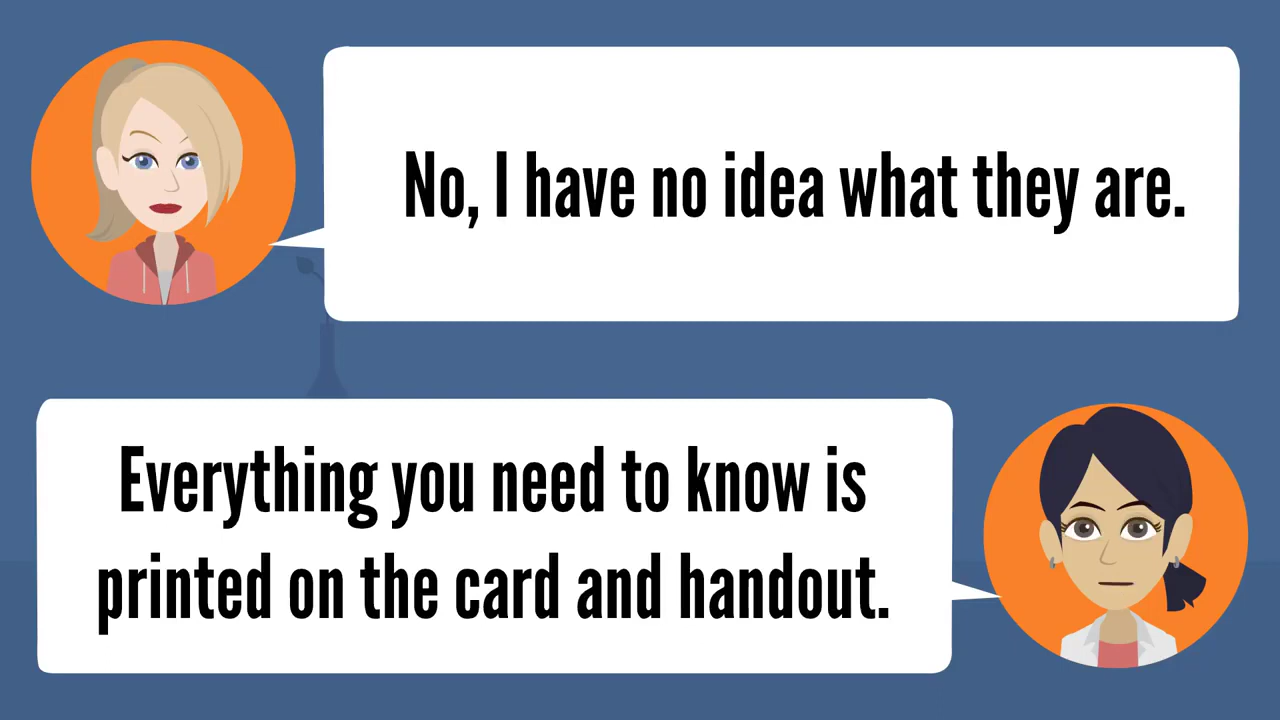 No, I have no idea what they are.
Everything you need to know is
printed on the card and handout.